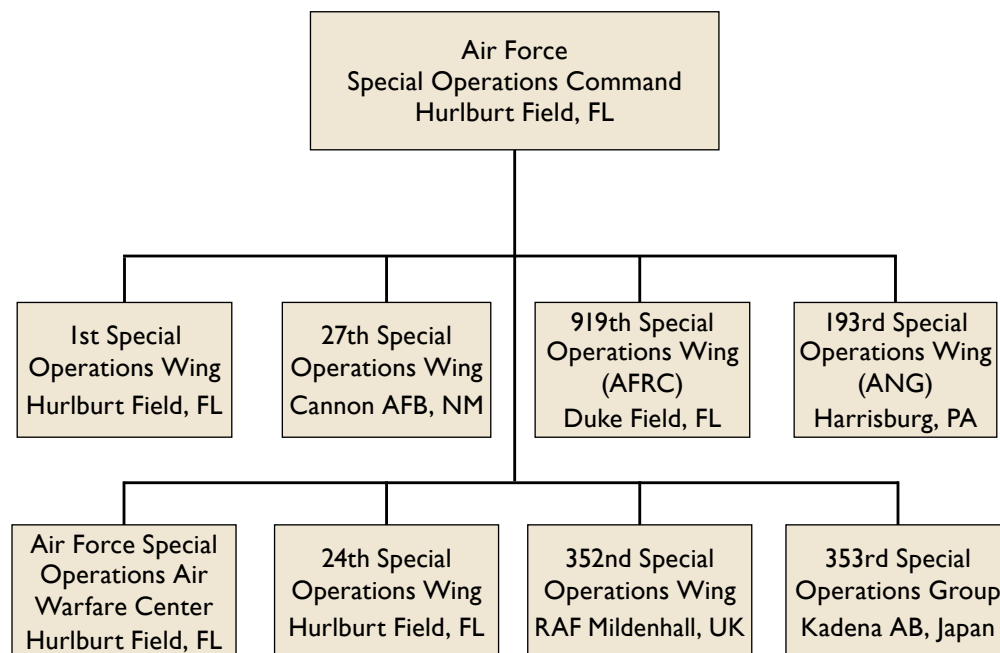 Air Force
Special Operations Command
Hurlburt Field, FL
1st Special
Operations Wing
Hurlburt Field, FL
27th Special
Operations Wing
Cannon AFB, NM
919th Special
Operations Wing
(AFRC)
Duke Field, FL
193rd Special
Operations Wing
(ANG)
Harrisburg, PA
Air Force Special
Operations Air
Warfare Center
Hurlburt Field, FL
24th Special
Operations Wing
Hurlburt Field, FL
352nd Special
Operations Wing
RAF Mildenhall, UK
353rd Special
Operations Group
Kadena AB, Japan